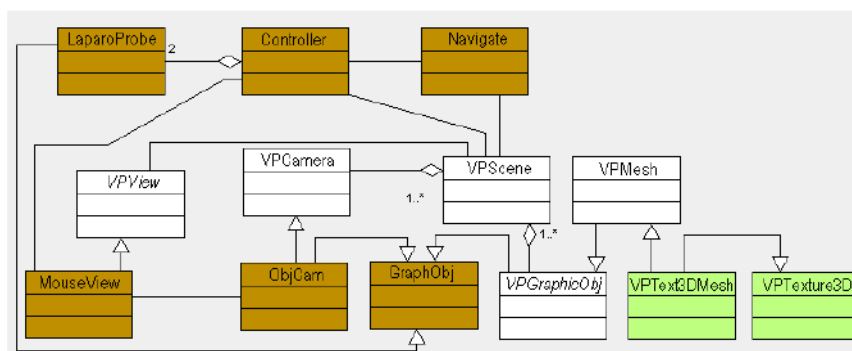 LaparoProbe
2
Controller
Navigate
VPView
VPCamera
1..*
VPScene
1..*
VPMesh
MouseView
ObjCam
GraphObj
VPGraphicObj
VPText3DMesh
VPTexture3D